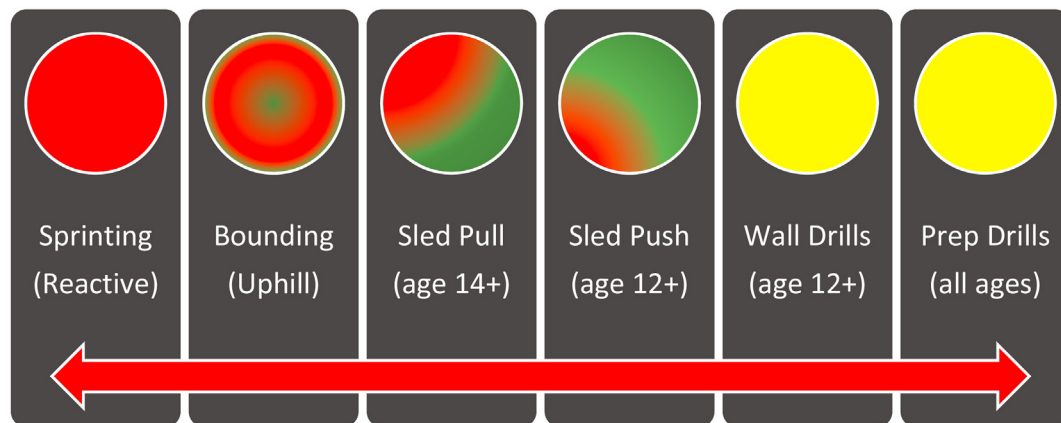 Sprinting
(Reactive)
Bounding
(Uphill)
Sled Pull
(age 14+)
Sled Push
(age 12+)
Wall Drills
(age 12+)
Prep Drills
(all ages)